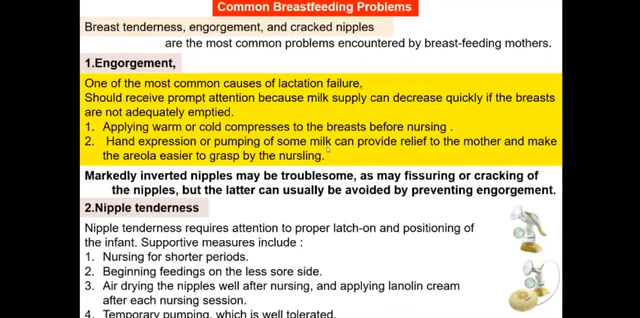 Common Breastfeeding Problems
Breast tenderness, engorgement, and cracked nipples
are the most common problems encountered by breast-feeding mothers.
1.Engorgement,
One of the most common causes of lactation failure,
Should receive prompt attention because milk supply can decrease quickly if the breasts
are not adequately emptied.
1. Applying warm or cold compresses to the breasts before nursing .
2. Hand expression or pumping of some milk can provide relief to the mother and make
the areola easier to grasp by the nursling.
Markedly inverted nipples may be troublesome, as may fissuring or cracking of
the nipples, but the latter can usually be avoided by preventing engorgement.
2.Nipple tenderness
Nipple tenderness requires attention to proper latch-on and positioning of
the infant. Supportive measures include :
1. Nursing for shorter periods.
2. Beginning feedings on the less sore side.
3. Air drying the nipples well after nursing, and applying lanolin cream
after each nursing session.
4. Temporary pumping, which is well tolerated.